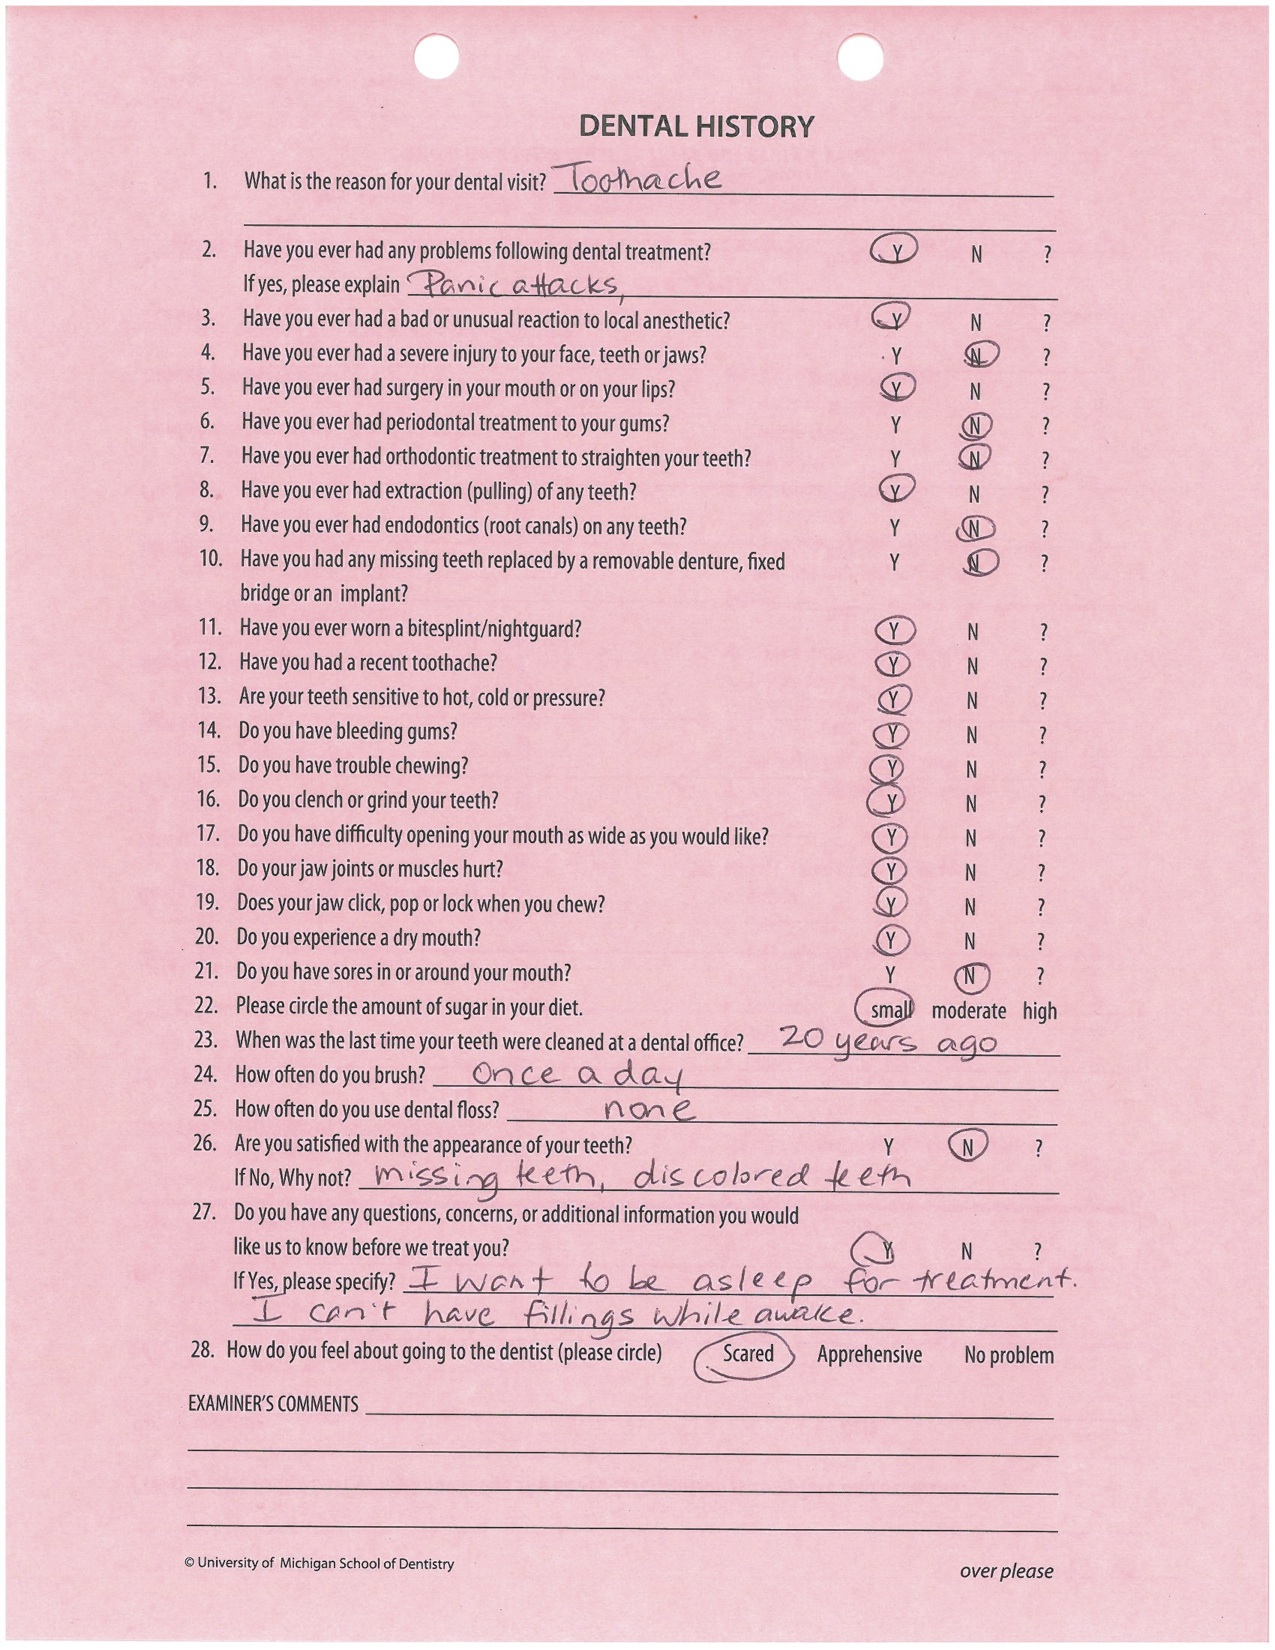 DENTAL HISTORY
1. What is the reason for your dental visit? Toothache
2. Have you ever had any problems following dental treatment? Y N ?
If yes, please explain Panic attacks,
3. Have you ever had a bad or unusual reaction to local anesthetic? Y N ?
4. Have you ever had a severe injury to your face, teeth or jaws? Y N ?
5. Have you ever had surgery in your mouth or on your lips? Y N ?
6. Have you ever had periodontal treatment to your gums? Y N ?
7. Have you ever had orthodontic treatment to straighten your teeth? Y N ?
8. Have you ever had extraction (pulling) of any teeth? Y N ?
9. Have you ever had endodontics (root canals) on any teeth? Y N ?
10. Have you had any missing teeth replaced by a removable denture, fixed Y N ?
bridge or an implant?
11. Have you ever worn a bitesplint/nightguard? Y N ?
12. Have you had a recent toothache? Y N ?
13. Are your teeth sensitive to hot, cold or pressure? Y N ?
14. Do you have bleeding gums? Y N ?
15. Do you have trouble chewing? Y N ?
16. Do you clench or grind your teeth? Y N ?
17. Do you have difficulty opening your mouth as wide as you would like? Y N ?
18. Do your jaw joints or muscles hurt? Y N ?
19. Does your jaw click, pop or lock when you chew? Y N ?
20. Do you experience a dry mouth? Y N ?
21. Do you have sores in or around your mouth? Y N ?
22. Please circle the amount of sugar in your diet. small moderate high
23. When was the last time your teeth were cleaned at a dental office? 20 years ago
24. How often do you brush? Once a day
25. How often do you use dental floss? none
26. Are you satisfied with the appearance of your teeth? Y N ?
If No, Why not? missing teeth, discolored teeth
27. Do you have any questions, concerns, or additional information you would
like us to know before we treat you? Y N ?
If Yes, please specify? I want to be asleep for treatment.
I can't have fillings while awake.
28. How do you feel about going to the dentist (please circle) Scared Apprehensive No problem
EXAMINER'S COMMENTS
© University of Michigan School of Dentistry
over please